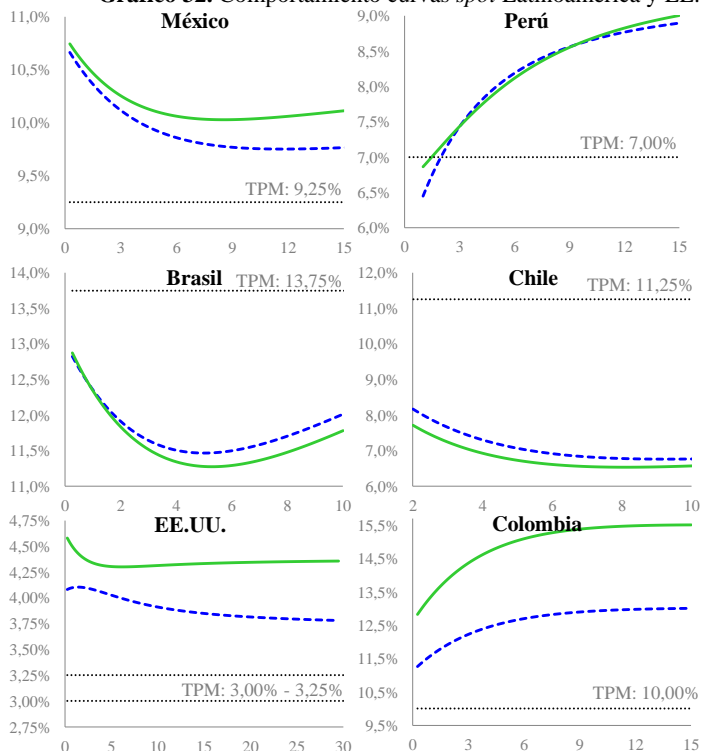 Gráfico 32. Comportamiento curvas spot Latinoamérica y EE.
México
11,0%
10,5%
10,0%
9,5%
9,0%
TPM: 9,25%
0 3 6 9 12 15
Perú
9,0%
8,5%
8,0%
7,5%
7,0%
6,5%
6,0%
TPM: 7,00%
0 3 6 9 12 15
Brasil
14,0%
13,5%
13,0%
12,5%
12,0%
11,5%
11,0%
TPM: 13,75%
0 2 4 6 8 10
Chile
12,0%
11,0%
10,0%
9,0%
8,0%
7,0%
6,0%
TPM: 11,25%
2 4 6 8 10
EE.UU.
4,75%
4,50%
4,25%
4,00%
3,75%
3,50%
3,25%
3,00%
2,75%
TPM: 3,00% - 3,25%
0 5 10 15 20 25 30
Colombia
15,5%
14,5%
13,5%
12,5%
11,5%
10,5%
9,5%
TPM: 10,00%
0 3 6 9 12 15